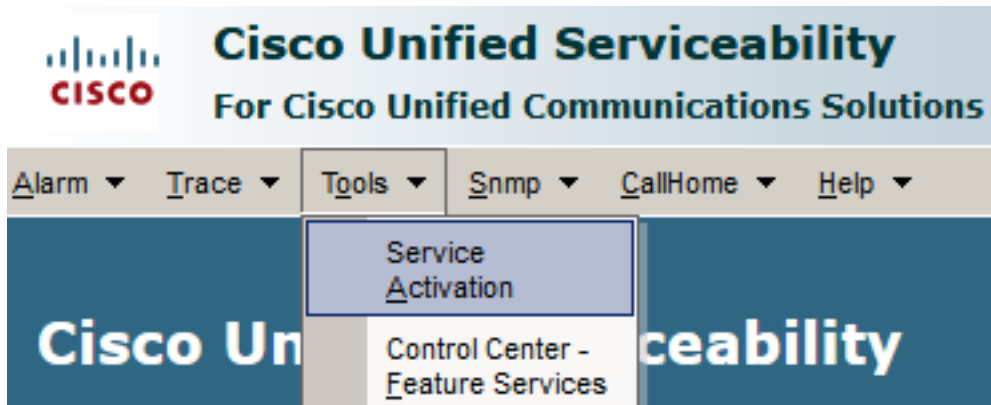 Cisco Unified Serviceability
CISCO
For Cisco Unified Communications Solutions
Alarm Trace Tools Snmp CallHome Help
Service
Activation
Cisco Un ceability
Control Center -
Feature Services